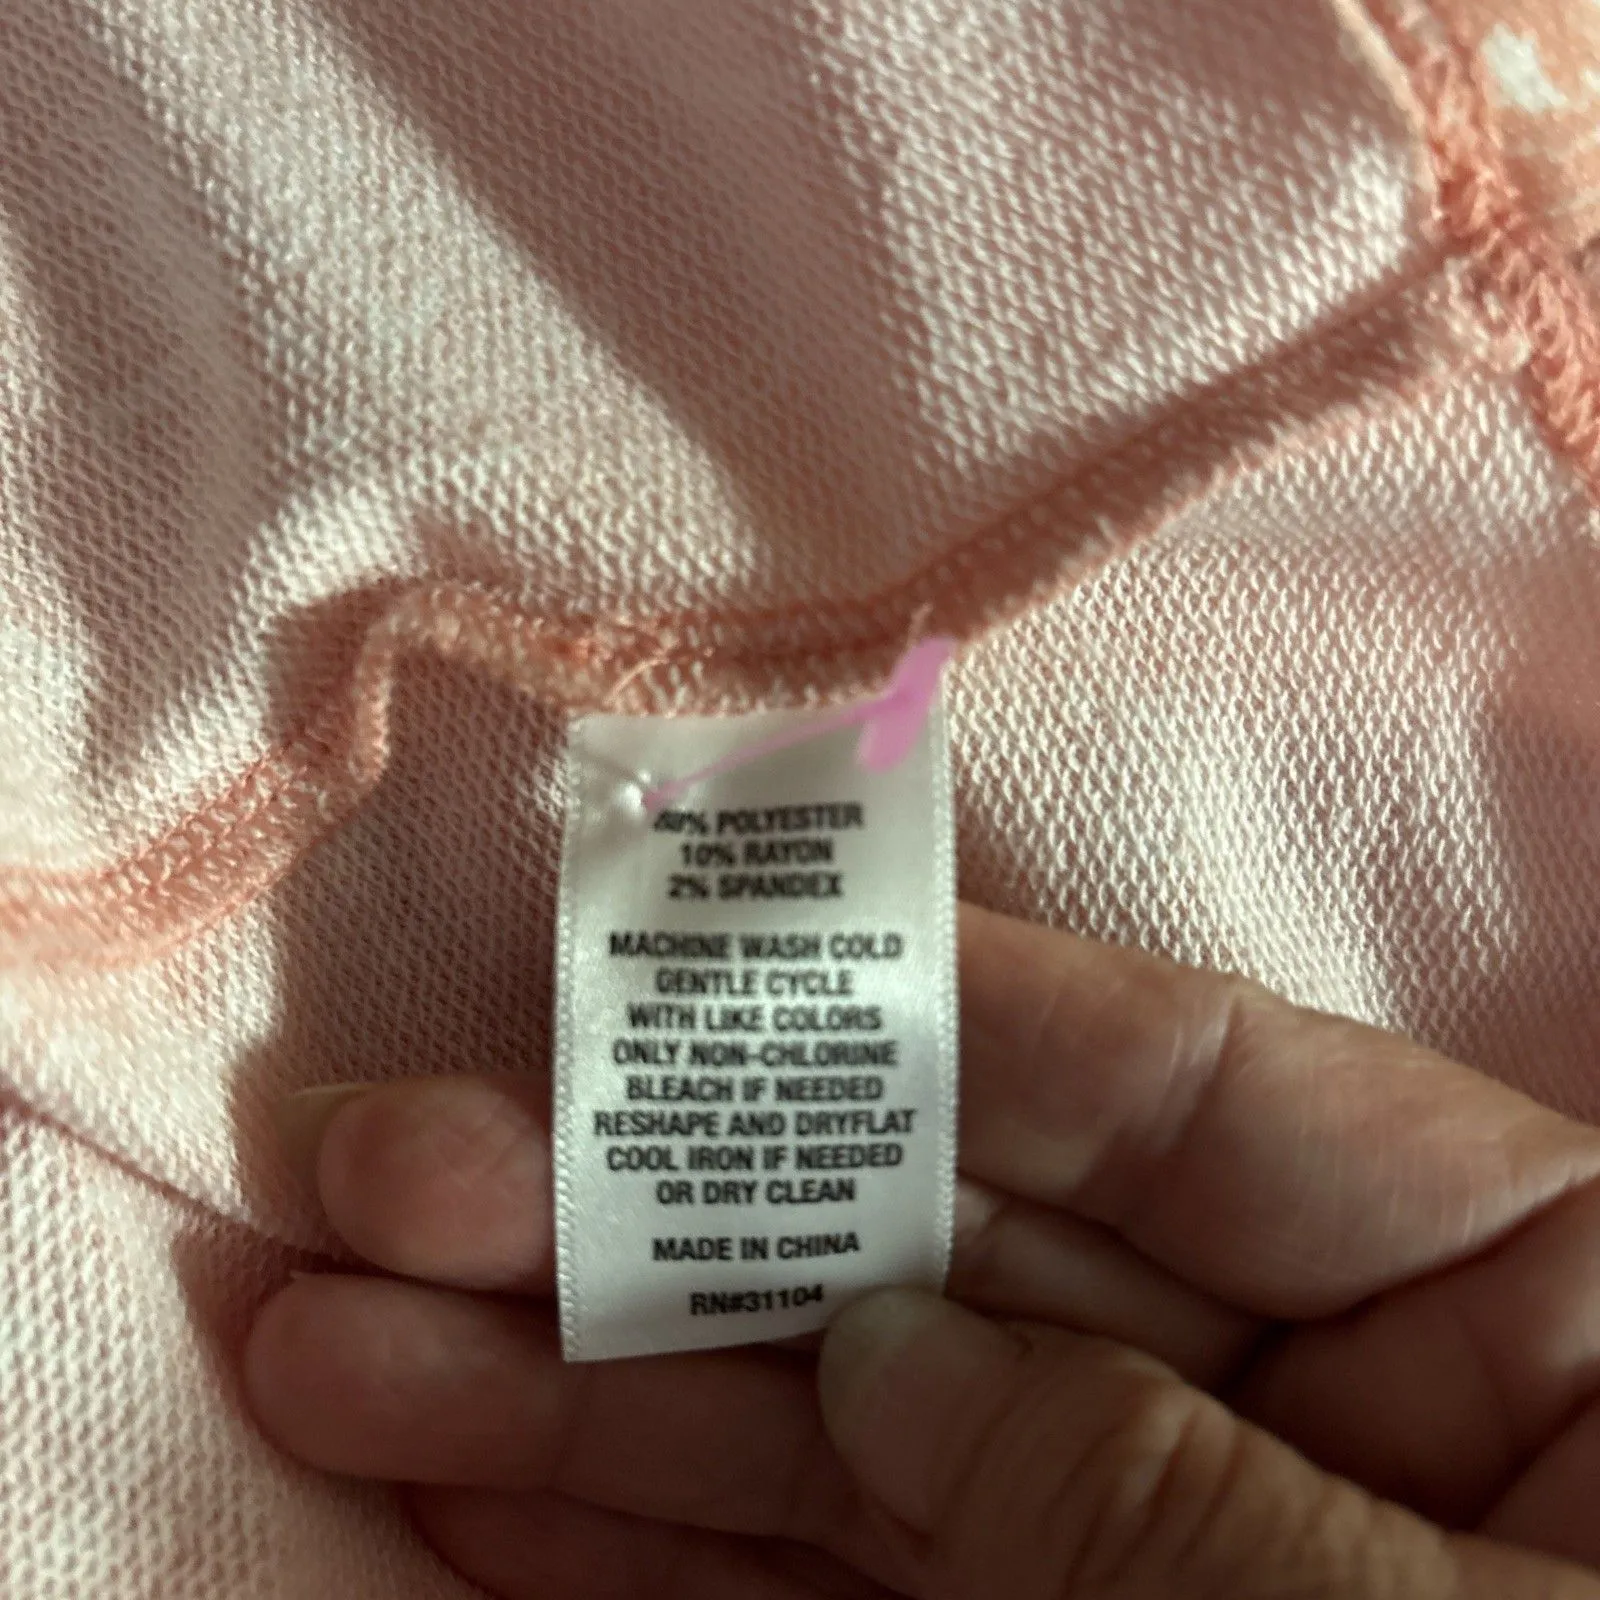 POLYESTER
10% RAYON
2% SPANDEX
MACHINE WASH COLD
GENTLE CYCLE
WITH LIKE COLORS
ONLY NON-CHLORINE
BLEACH IF NEEDED
RESHAPE AND DRYFLAT
COOL IRON IF NEEDED
OR DRY CLEAN
MADE IN CHINA
RN#31104